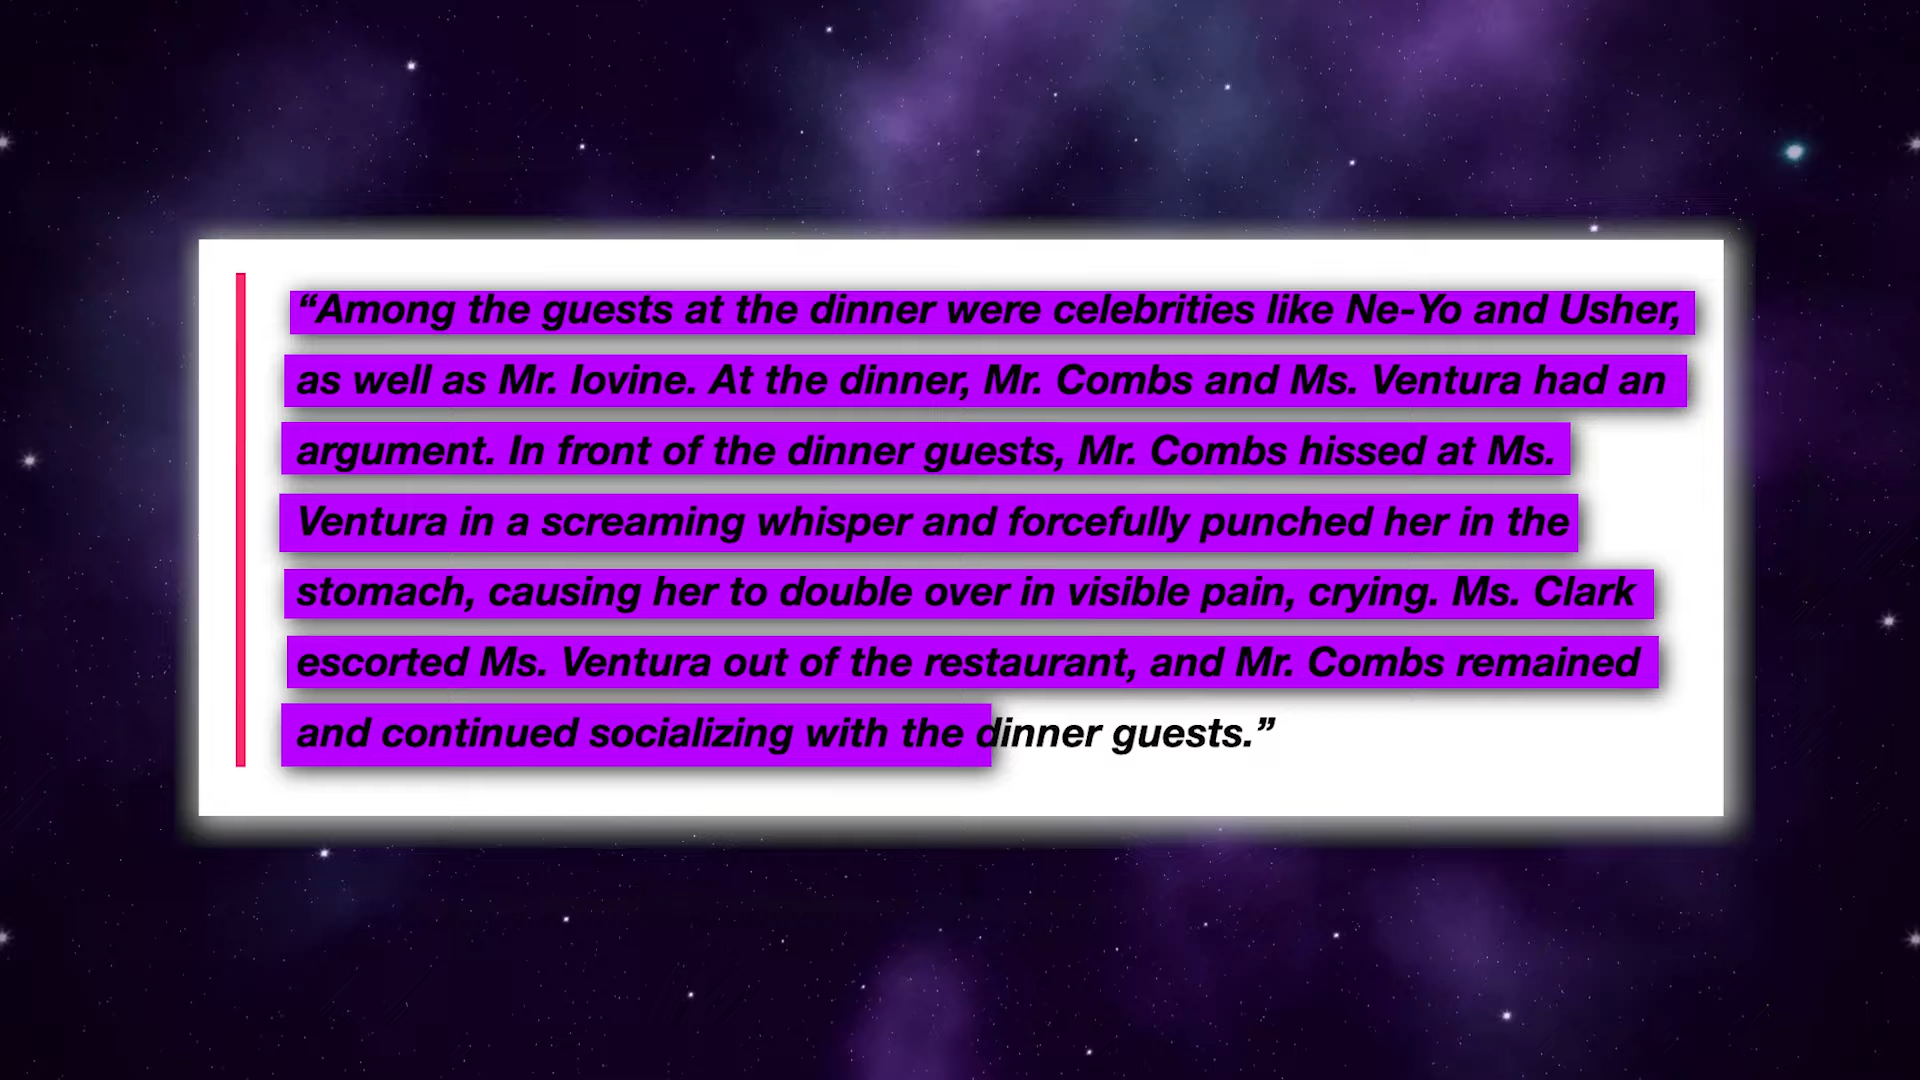 “Among the guests at the dinner were celebrities like Ne-Yo and Usher,
as well as Mr. Iovine. At the dinner, Mr. Combs and Ms. Ventura had an
argument. In front of the dinner guests, Mr. Combs hissed at Ms.
Ventura in a screaming whisper and forcefully punched her in the
stomach, causing her to double over in visible pain, crying. Ms. Clark
escorted Ms. Ventura out of the restaurant, and Mr. Combs remained
and continued socializing with the dinner guests.”